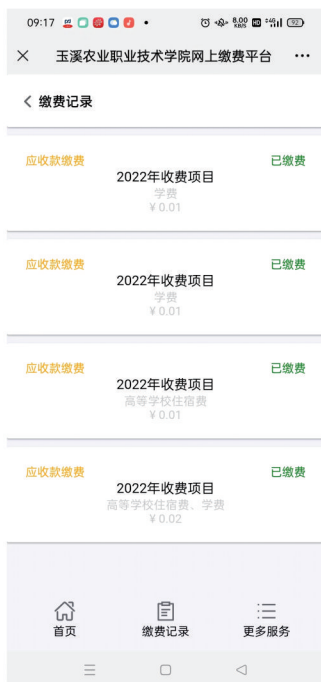 09:17 8.00 KB/S HD 4G 92
玉溪农业职业技术学院网上缴费平台
缴费记录
应收款缴费 已缴费
2022年收费项目
学费
¥ 0.01
应收款缴费 已缴费
2022年收费项目
学费
¥ 0.01
应收款缴费 已缴费
2022年收费项目
高等学校住宿费
¥ 0.01
应收款缴费 已缴费
2022年收费项目
高等学校住宿费、学费
¥ 0.02
首页 缴费记录 更多服务